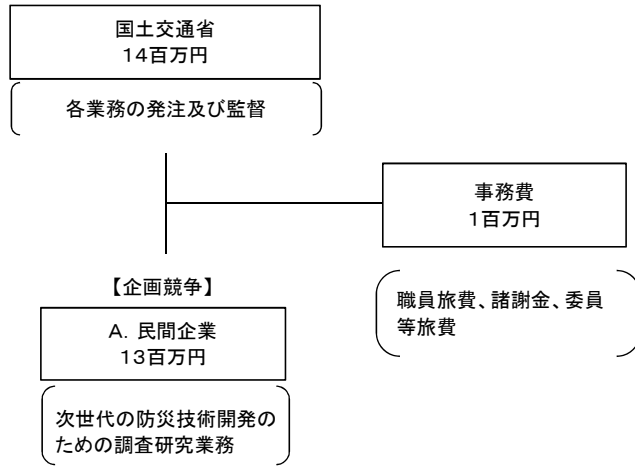 国土交通省
14百万円
各業務の発注及び監督
事務費
1百万円
職員旅費、諸謝金、委員
等旅費
【企画競争】
A．民間企業
13百万円
次世代の防災技術開発の
ための調査研究業務